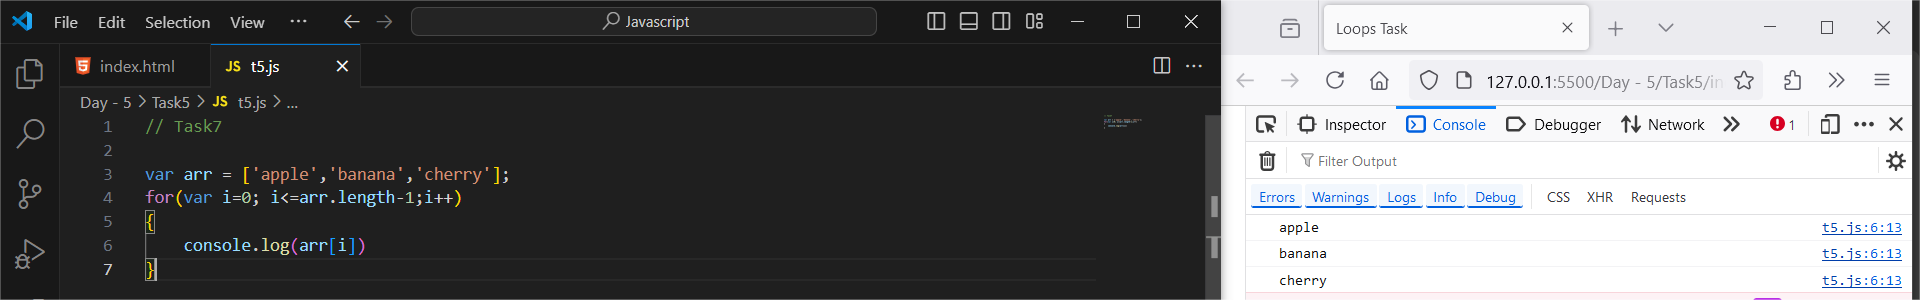 File Edit Selection View ... Javascript
index.html JS t5.js
Day - 5 > Task5 > JS t5.js > ...
1 // Task7
2
3 var arr = ['apple','banana','cherry'];
4 for(var i=0; i<=arr.length-1;i++)
5 {
6 console.log(arr[i])
7 }
Loops Task
127.0.0.1:5500/Day - 5/Task5/in
Inspector Console Debugger Network 1
Filter Output
Errors Warnings Logs Info Debug CSS XHR Requests
apple t5.js:6:13
banana t5.js:6:13
cherry t5.js:6:13